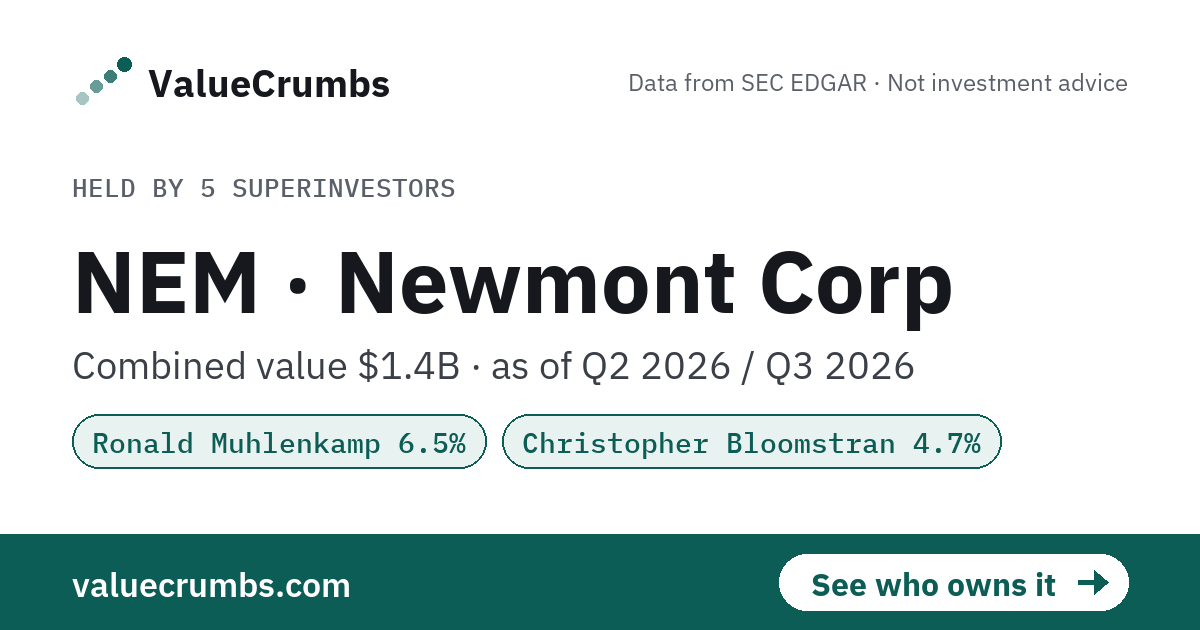 ValueCrumbs
Data from SEC EDGAR · Not investment advice
HELD BY 5 SUPERINVESTORS
NEM · Newmont Corp
Combined value $1.4B · as of Q2 2026 / Q3 2026
Ronald Muhlenkamp 6.5%
Christopher Bloomstran 4.7%
valuecrumbs.com
See who owns it →